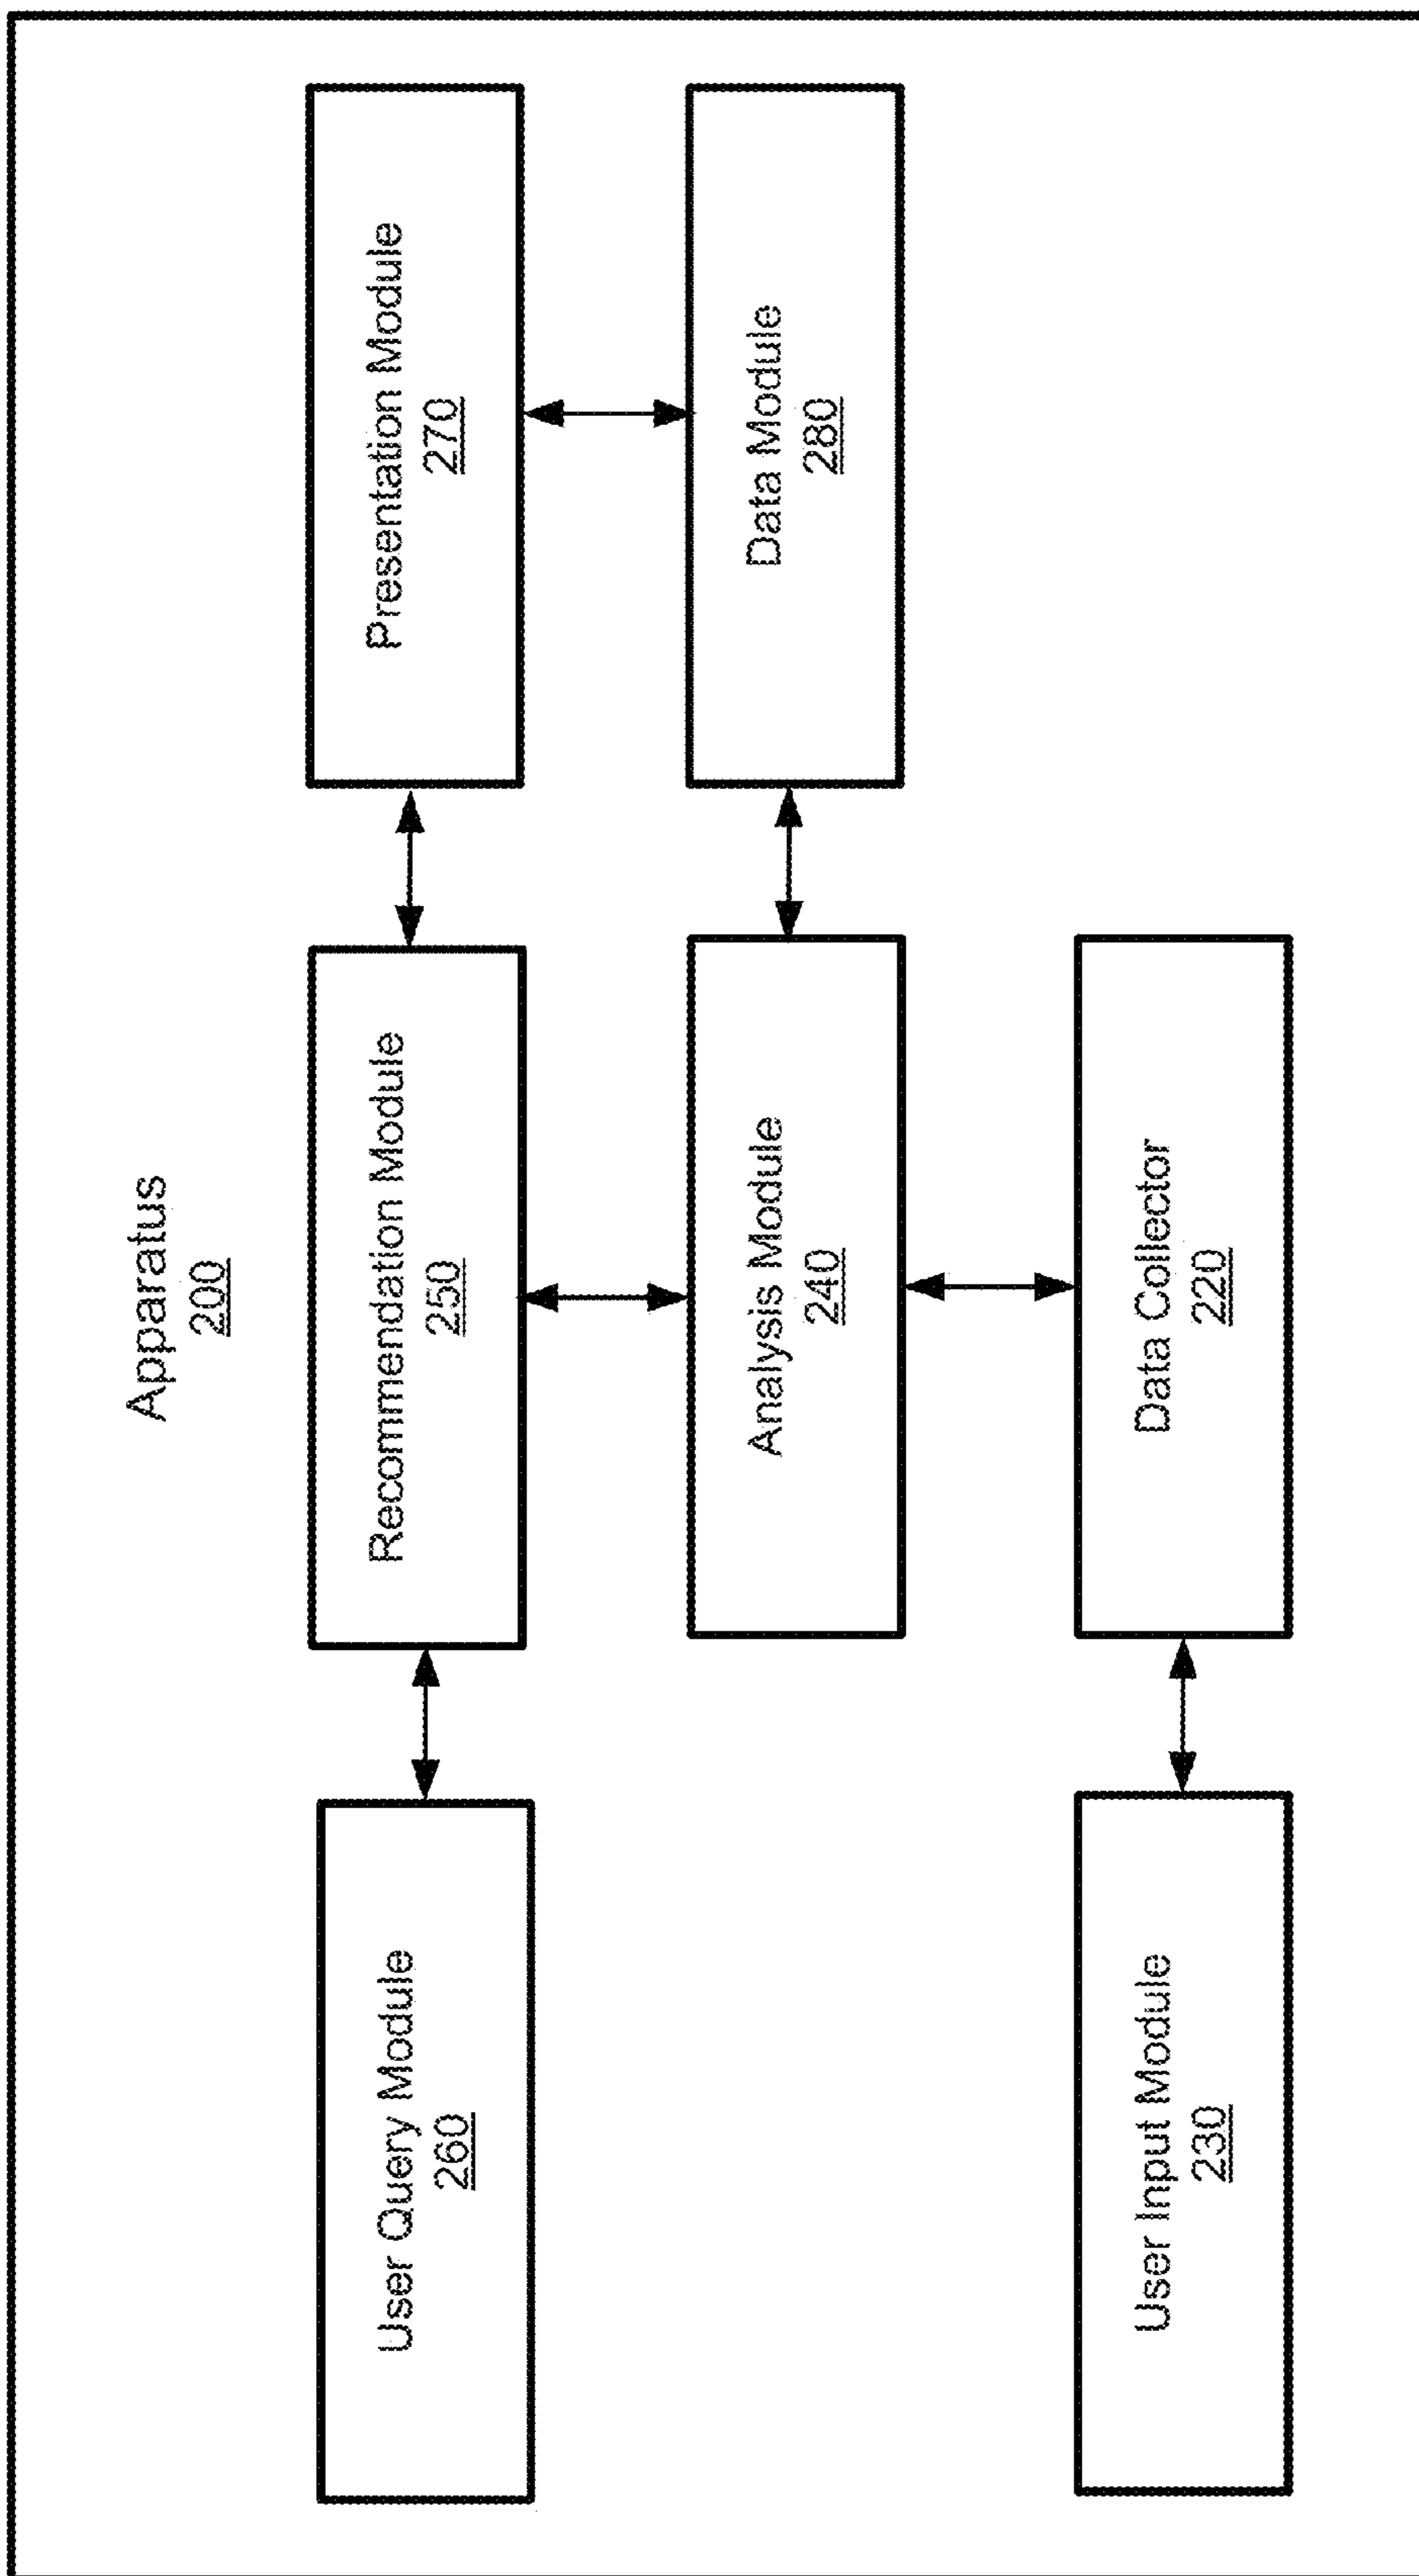 Apparatus
200
User Query Module
260
Recommendation Module
250
Presentation Module
270
Analysis Module
240
Data Module
280
User Input Module
230
Data Collector
220